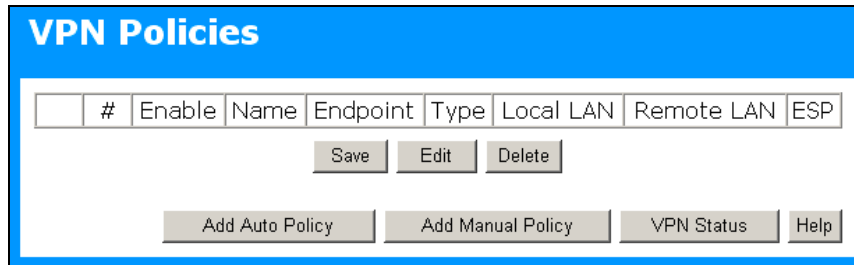 VPN Policies
# Enable Name Endpoint Type Local LAN Remote LAN ESP
Save Edit Delete
Add Auto Policy Add Manual Policy VPN Status Help